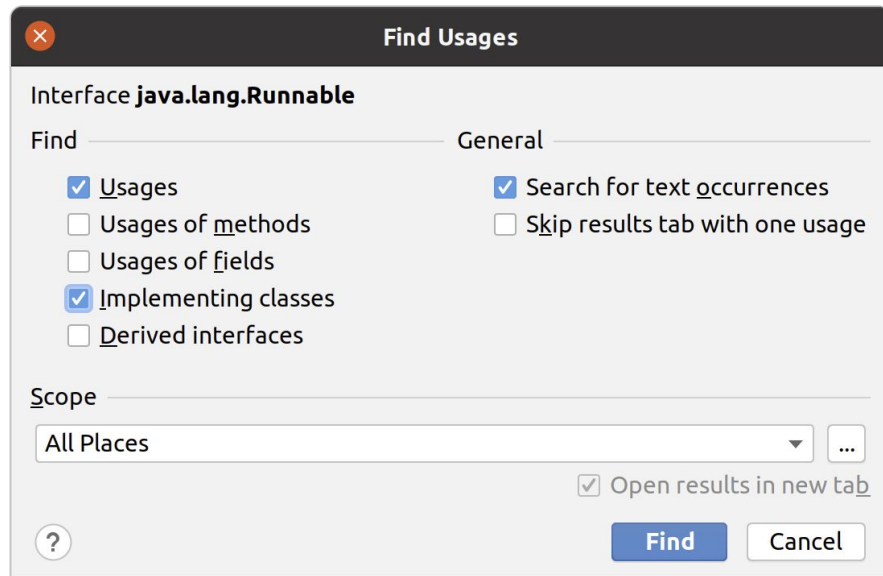 Find Usages
Interface java.lang.Runnable
Find
General
Usages
Search for text occurrences
Usages of methods
Skip results tab with one usage
Usages of fields
Implementing classes
Derived interfaces
Scope
All Places
...
Open results in new tab
?
Find
Cancel